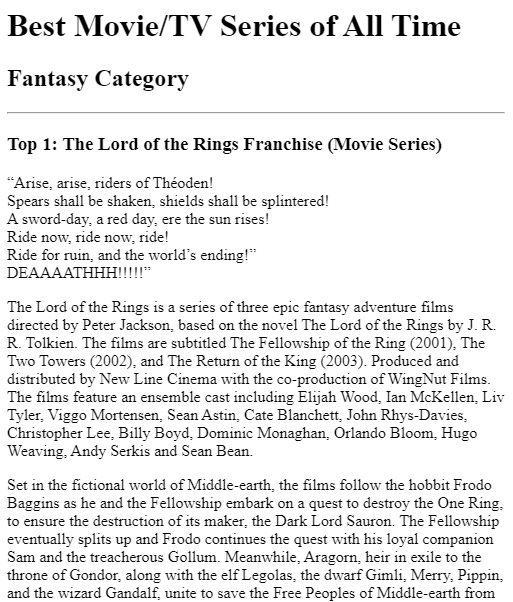 Best Movie/TV Series of All Time
Fantasy Category
Top 1: The Lord of the Rings Franchise (Movie Series)
“Arise, arise, riders of Théoden!
Spears shall be shaken, shields shall be splintered!
A sword-day, a red day, ere the sun rises!
Ride now, ride now, ride!
Ride for ruin, and the world’s ending!”
DEAAAATHHH!!!!!”
The Lord of the Rings is a series of three epic fantasy adventure films
directed by Peter Jackson, based on the novel The Lord of the Rings by J. R.
R. Tolkien. The films are subtitled The Fellowship of the Ring (2001), The
Two Towers (2002), and The Return of the King (2003). Produced and
distributed by New Line Cinema with the co-production of WingNut Films.
The films feature an ensemble cast including Elijah Wood, Ian McKellen, Liv
Tyler, Viggo Mortensen, Sean Astin, Cate Blanchett, John Rhys-Davies,
Christopher Lee, Billy Boyd, Dominic Monaghan, Orlando Bloom, Hugo
Weaving, Andy Serkis and Sean Bean.
Set in the fictional world of Middle-earth, the films follow the hobbit Frodo
Baggins as he and the Fellowship embark on a quest to destroy the One Ring,
to ensure the destruction of its maker, the Dark Lord Sauron. The Fellowship
eventually splits up and Frodo continues the quest with his loyal companion
Sam and the treacherous Gollum. Meanwhile, Aragorn, heir in exile to the
throne of Gondor, along with the elf Legolas, the dwarf Gimli, Merry, Pippin,
and the wizard Gandalf, unite to save the Free Peoples of Middle-earth from